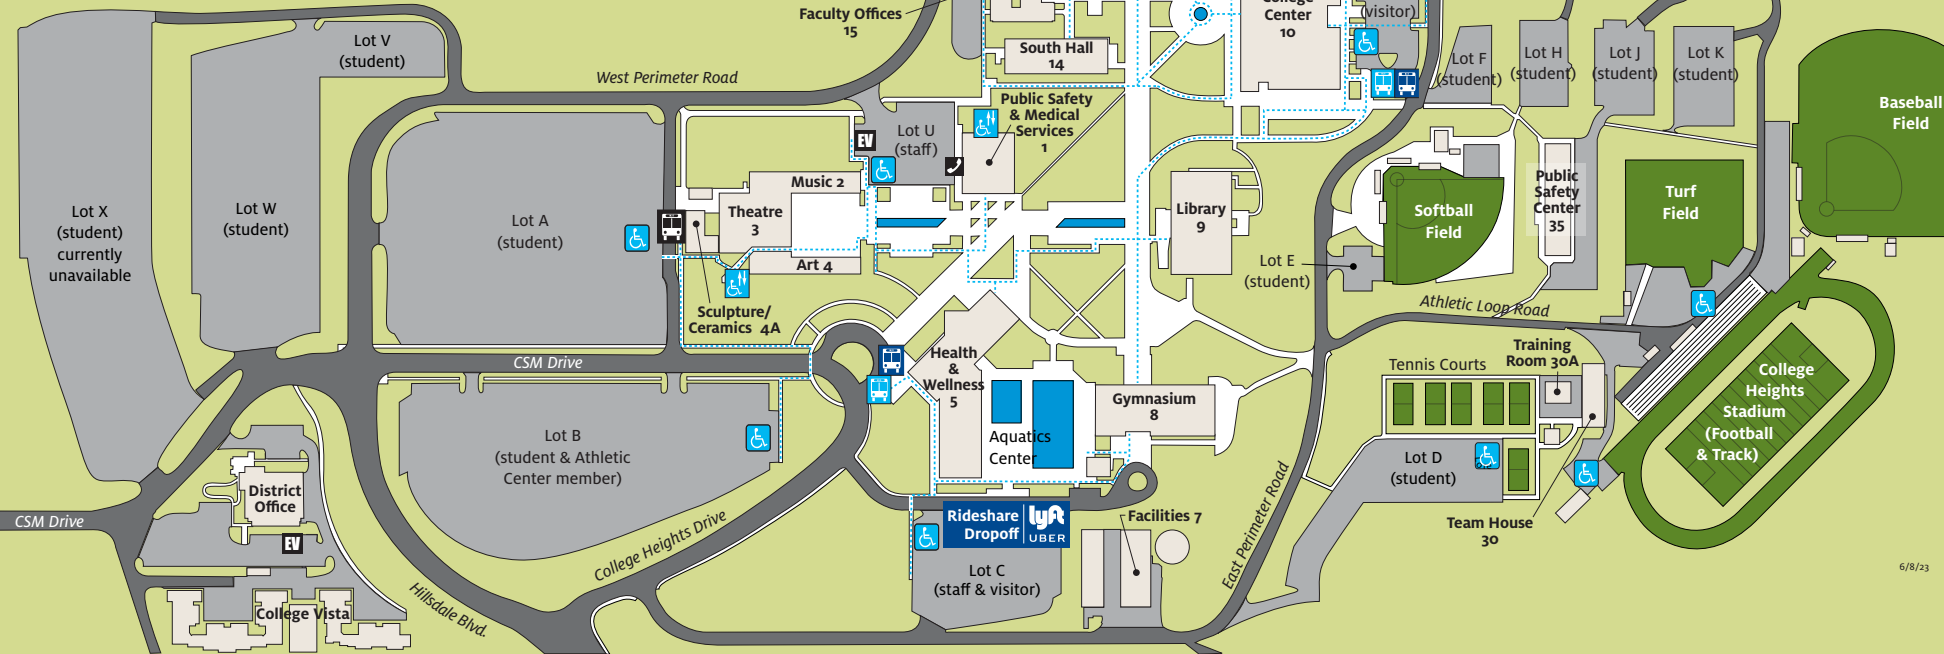 Faculty Offices
15
College
Center
10
(visitor)
Lot V
(student)
West Perimeter Road
South Hall
14
Lot F
(student)
Lot H
(student)
Lot J
(student)
Lot K
(student)
Baseball
Field
Public Safety
& Medical
Services
1
EV
Lot U
(staff)
Music 2
Theatre
3
Art 4
Lot X
(student)
currently
unavailable
Lot W
(student)
Lot A
(student)
Library
9
Softball
Field
Public
Safety
Center
35
Turf
Field
Lot E
(student)
Sculpture/
Ceramics 4A
Athletic Loop Road
CSM Drive
Health
&
Wellness
5
Training
Room 30A
Tennis Courts
College
Heights
Stadium
(Football
& Track)
Gymnasium
8
Aquatics
Center
Lot B
(student & Athletic
Center member)
Lot D
(student)
District
Office
EV
CSM Drive
Rideshare
Dropoff
lyft
UBER
Facilities 7
Team House
30
College Heights Drive
East Perimeter Road
Lot C
(staff & visitor)
Hillsdale Blvd.
College Vista
6/8/23